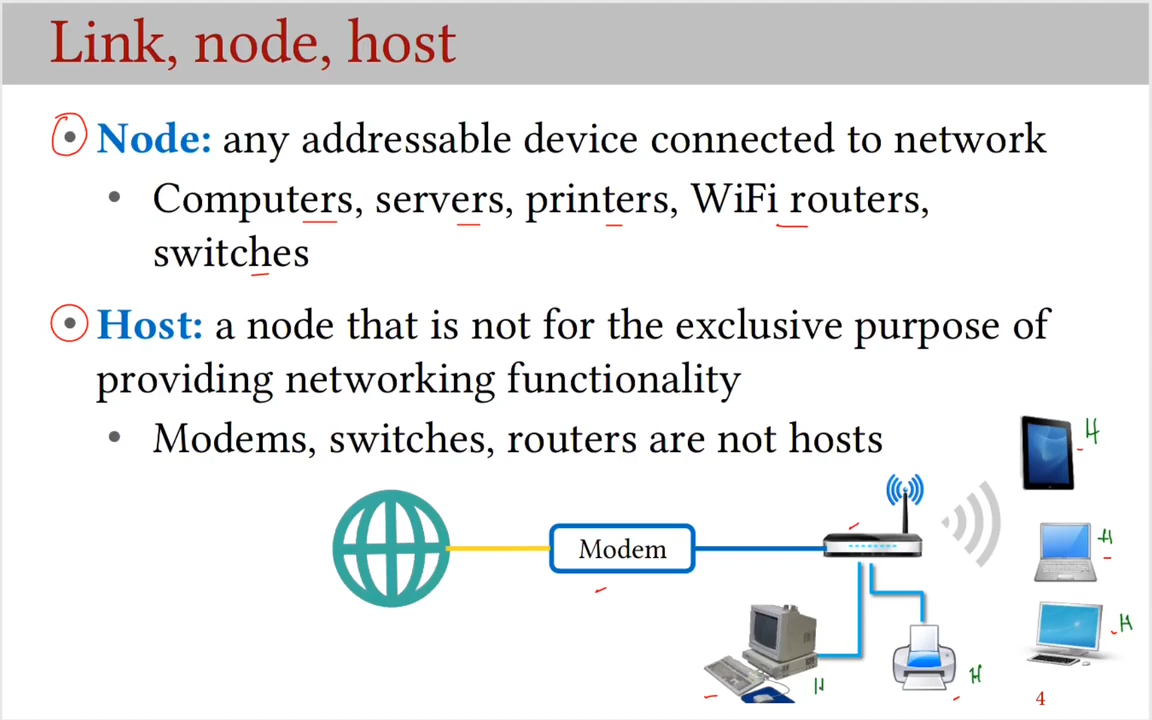 Link, node, host
• Node: any addressable device connected to network
• Computers, servers, printers, WiFi routers,
switches
• Host: a node that is not for the exclusive purpose of
providing networking functionality
• Modems, switches, routers are not hosts
H
Modem
H
H
H
H
4